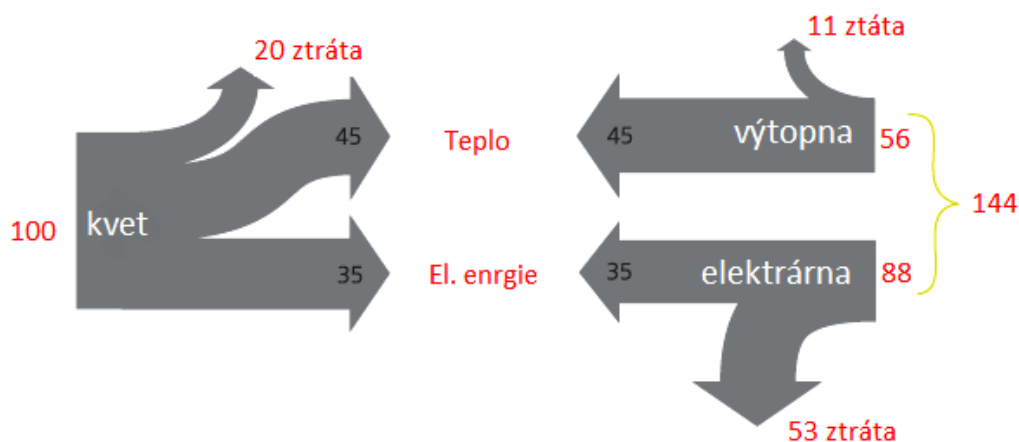 20 ztráta
11 ztáta
45
Teplo
45
výtopna
56
100
kvet
144
35
El. enrgie
35
elektrárna
88
53 ztráta